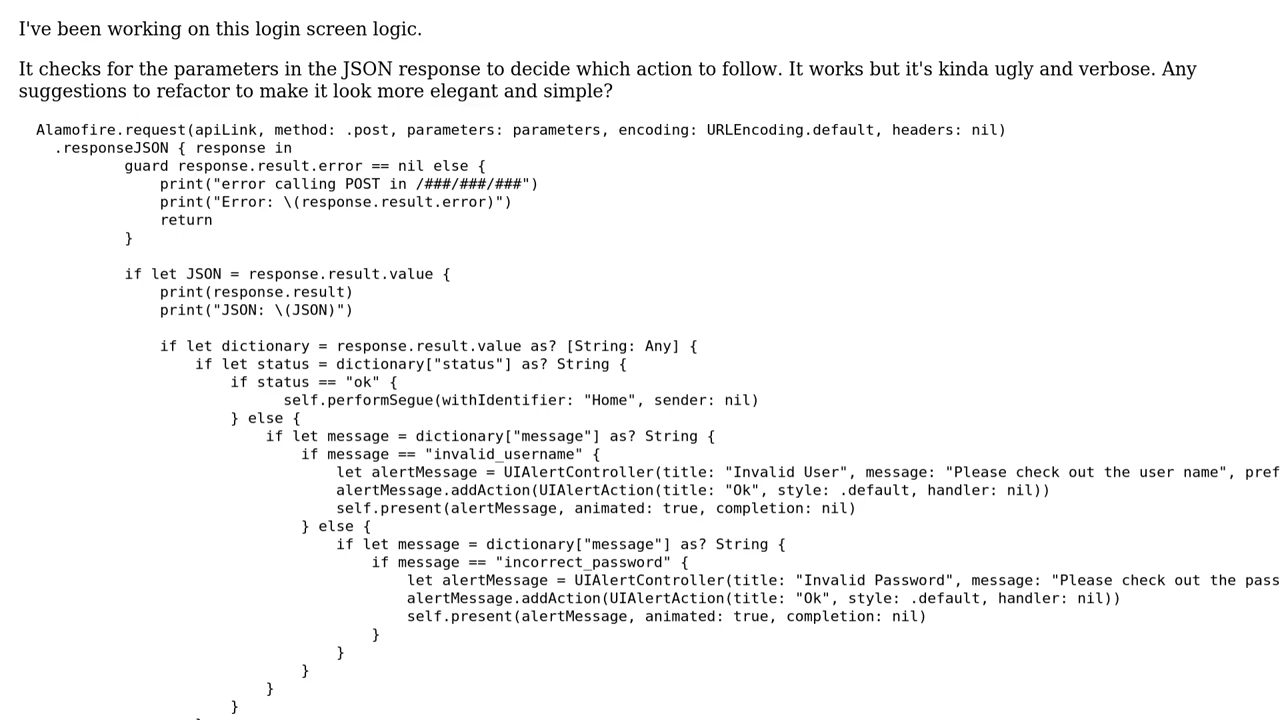 I've been working on this login screen logic.
It checks for the parameters in the JSON response to decide which action to follow. It works but it's kinda ugly and verbose. Any
suggestions to refactor to make it look more elegant and simple?
Alamofire.request(apiLink, method: .post, parameters: parameters, encoding: URLEncoding.default, headers: nil)
  .responseJSON { response in
          guard response.result.error == nil else {
              print("error calling POST in /###/###/###")
              print("Error: \(response.result.error)")
              return
          }

          if let JSON = response.result.value {
              print(response.result)
              print("JSON: \(JSON)")

              if let dictionary = response.result.value as? [String: Any] {
                  if let status = dictionary["status"] as? String {
                      if status == "ok" {
                            self.performSegue(withIdentifier: "Home", sender: nil)
                      } else {
                          if let message = dictionary["message"] as? String {
                              if message == "invalid_username" {
                                  let alertMessage = UIAlertController(title: "Invalid User", message: "Please check out the user name", pref
                                  alertMessage.addAction(UIAlertAction(title: "Ok", style: .default, handler: nil))
                                  self.present(alertMessage, animated: true, completion: nil)
                              } else {
                                  if let message = dictionary["message"] as? String {
                                      if message == "incorrect_password" {
                                          let alertMessage = UIAlertController(title: "Invalid Password", message: "Please check out the pass
                                          alertMessage.addAction(UIAlertAction(title: "Ok", style: .default, handler: nil))
                                          self.present(alertMessage, animated: true, completion: nil)
                                      }
                                  }
                              }
                          }
                      }